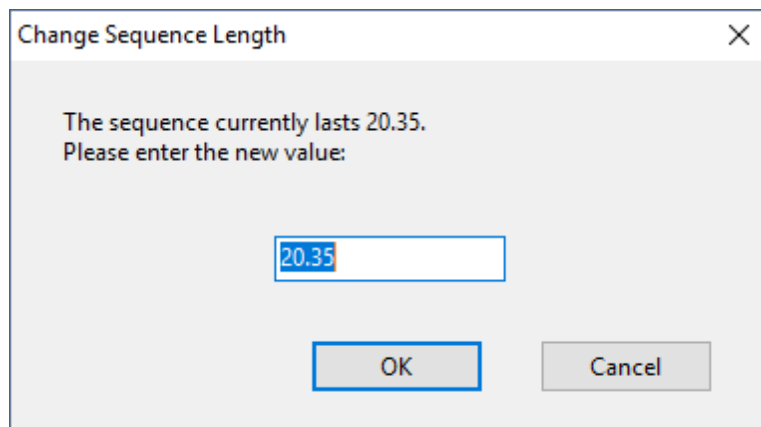 Change Sequence Length
The sequence currently lasts 20.35.
Please enter the new value:
20.35
OK
Cancel